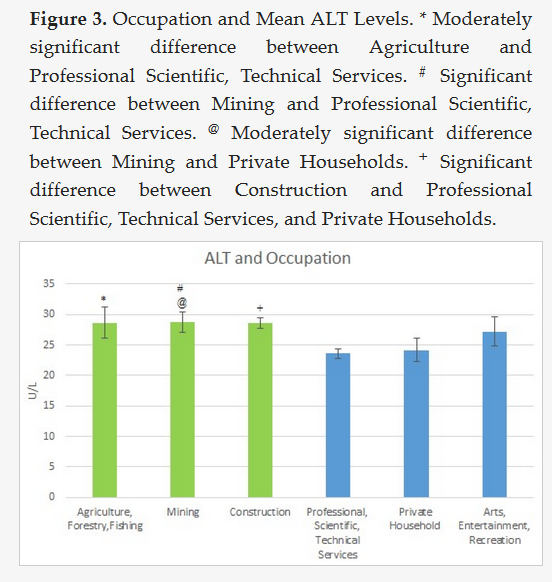 Figure 3. Occupation and Mean ALT Levels. * Moderately
significant difference between Agriculture and
Professional Scientific, Technical Services. # Significant
difference between Mining and Professional Scientific,
Technical Services. @ Moderately significant difference
between Mining and Private Households. + Significant
difference between Construction and Professional
Scientific, Technical Services, and Private Households.
ALT and Occupation
35
30
25
20
15
10
5
0
U/L
*
#
@
+
Agriculture,
Forestry,Fishing
Mining
Construction
Professional,
Scientific,
Technical
Services
Private
Household
Arts,
Entertainment,
Recreation